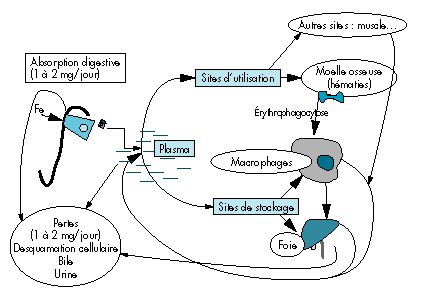 Autres sites : muscle...
Absorption digestive
(1 à 2 mg/jour)
Sites d'utilisation
Moelle osseuse
(hématies)
Fe
Érythrophagocytose
Plasma
Macrophages
Sites de stockage
Pertes
(1 à 2 mg/jour)
Desquamation cellulaire
Bile
Urine
Foie